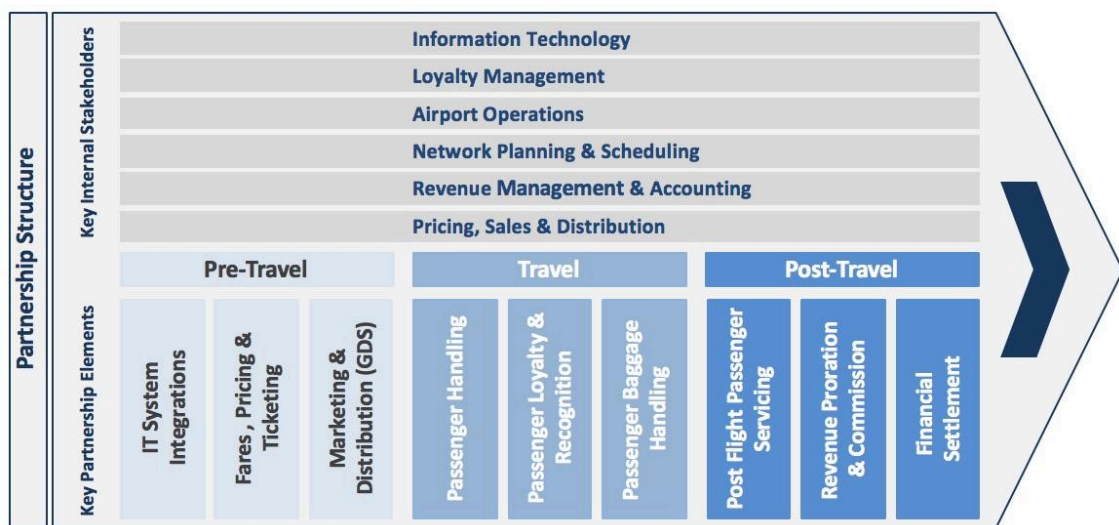 Partnership Structure
Key Internal Stakeholders
Information Technology
Loyalty Management
Airport Operations
Network Planning & Scheduling
Revenue Management & Accounting
Pricing, Sales & Distribution
Pre-Travel
Travel
Post-Travel
Key Partnership Elements
IT System
Integrations
Fares , Pricing &
Ticketing
Marketing &
Distribution (GDS)
Passenger Handling
Passenger Loyalty &
Recognition
Passenger Baggage
Handling
Post Flight Passenger
Servicing
Revenue Proration
& Commission
Financial
Settlement